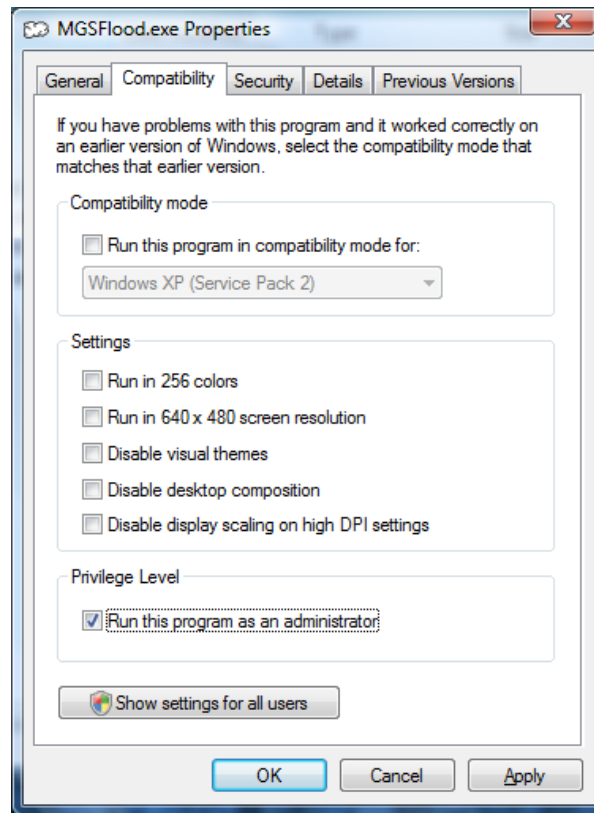 MGSFlood.exe Properties
General Compatibility Security Details Previous Versions
If you have problems with this program and it worked correctly on
an earlier version of Windows, select the compatibility mode that
matches that earlier version.
Compatibility mode
Run this program in compatibility mode for:
Windows XP (Service Pack 2)
Settings
Run in 256 colors
Run in 640 x 480 screen resolution
Disable visual themes
Disable desktop composition
Disable display scaling on high DPI settings
Privilege Level
Run this program as an administrator
Show settings for all users
OK Cancel Apply